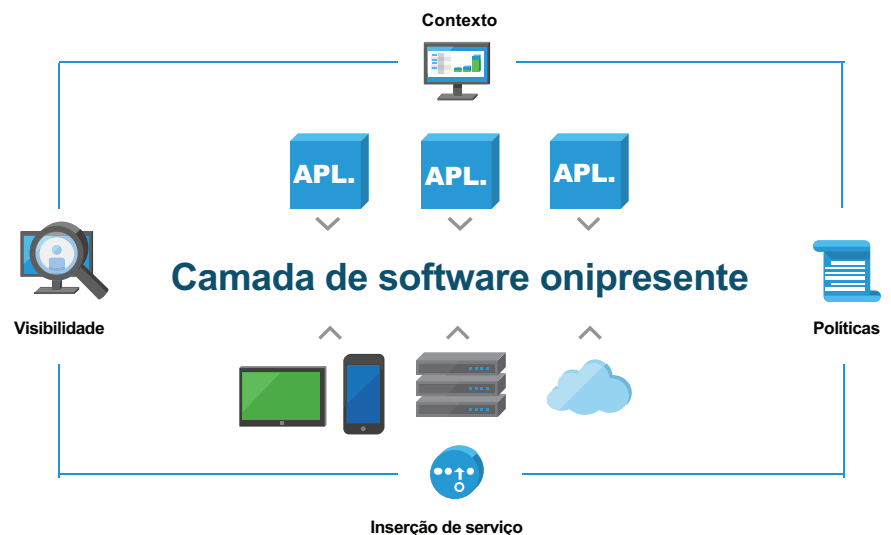 Contexto
APL.
APL.
APL.
Camada de software onipresente
Visibilidade
Políticas
Inserção de serviço